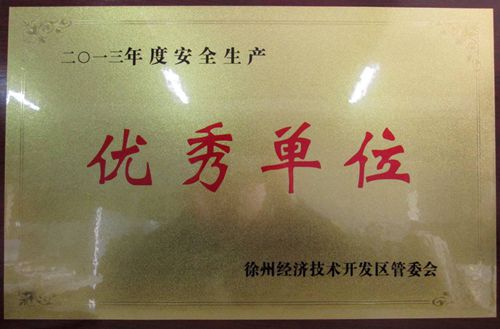 二〇一三年度安全生产
优秀单位
徐州经济技术开发区管委会